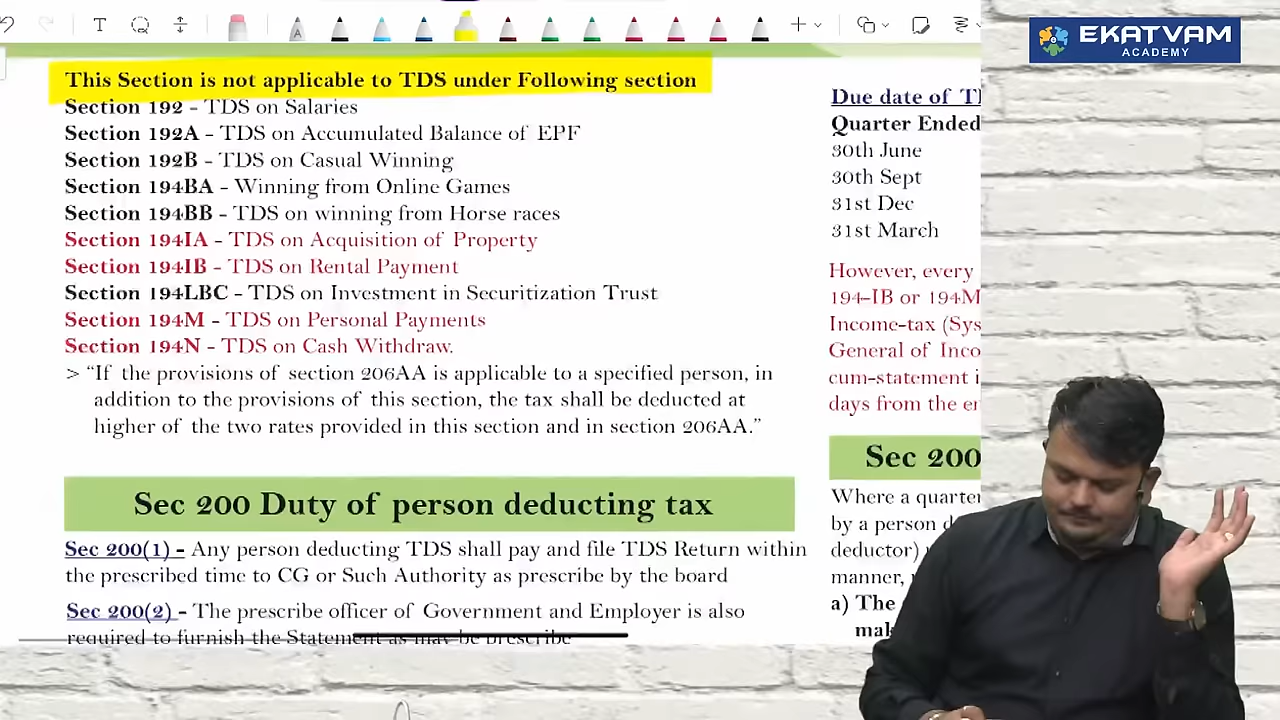 EKATVAM
ACADEMY
This Section is not applicable to TDS under Following section
Section 192 - TDS on Salaries
Section 192A - TDS on Accumulated Balance of EPF
Section 192B - TDS on Casual Winning
Section 194BA - Winning from Online Games
Section 194BB - TDS on winning from Horse races
Section 194IA - TDS on Acquisition of Property
Section 194IB - TDS on Rental Payment
Section 194LBC - TDS on Investment in Securitization Trust
Section 194M - TDS on Personal Payments
Section 194N - TDS on Cash Withdraw.
> “If the provisions of section 206AA is applicable to a specified person, in
addition to the provisions of this section, the tax shall be deducted at
higher of the two rates provided in this section and in section 206AA.”
Sec 200 Duty of person deducting tax
Sec 200(1) - Any person deducting TDS shall pay and file TDS Return within
the prescribed time to CG or Such Authority as prescribe by the board
Sec 200(2) - The prescribe officer of Government and Employer is also
required to furnish the Statement as may be prescribe
Due date of
Quarter Ended
30th June
30th Sept
31st Dec
31st March
However, every
194-IB or 194M
Income-tax (Sys
General of Inco
cum-statement i
days from the
Sec 200
Where a quarter
by a person
deductor)
manner,
a) The